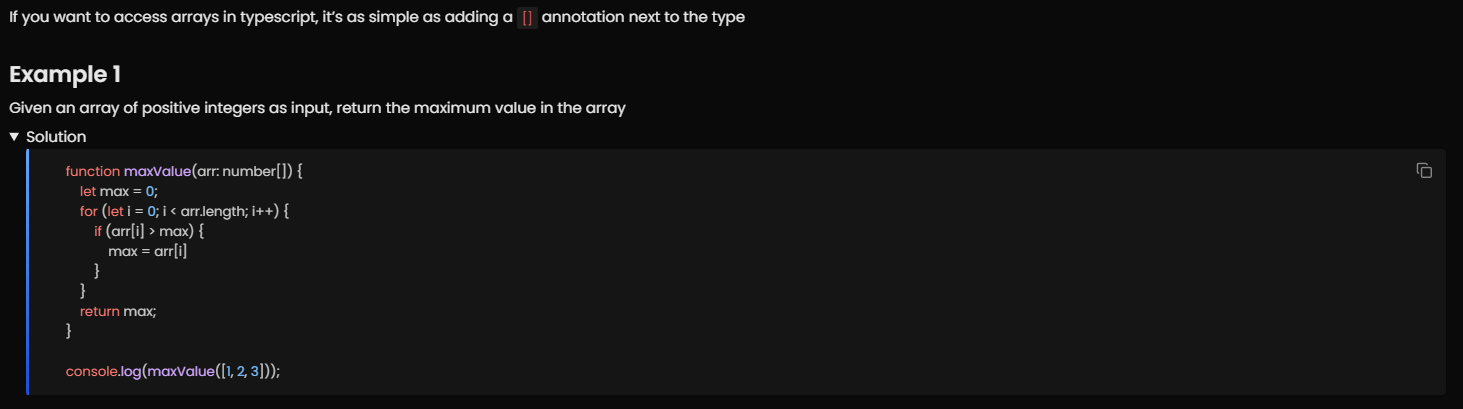 If you want to access arrays in typescript, it’s as simple as adding a [] annotation next to the type
Example 1
Given an array of positive integers as input, return the maximum value in the array
▼ Solution
function maxValue(arr: number[]) {
    let max = 0;
    for (let i = 0; i < arr.length; i++) {
        if (arr[i] > max) {
            max = arr[i]
        }
    }
    return max;
}
console.log(maxValue([1, 2, 3]));